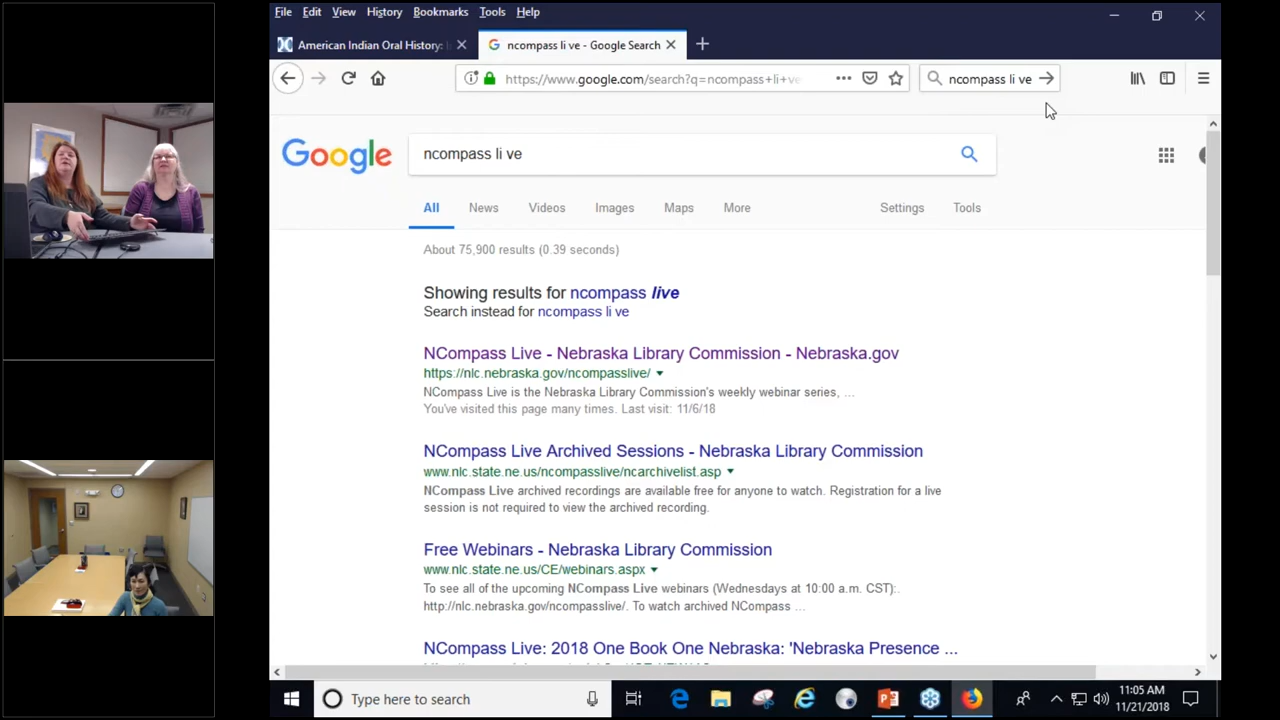 File Edit View History Bookmarks Tools Help
American Indian Oral History:
ncompass li ve - Google Search
https://www.google.com/search?q=ncompass+li+ve
ncompass li ve
Google
ncompass li ve
All News Videos Images Maps More Settings Tools
About 75,900 results (0.39 seconds)
Showing results for ncompass live
Search instead for ncompass li ve
NCompass Live - Nebraska Library Commission - Nebraska.gov
https://nlc.nebraska.gov/ncompasslive/
NCompass Live is the Nebraska Library Commission's weekly webinar series, ...
You've visited this page many times. Last visit: 11/6/18
NCompass Live Archived Sessions - Nebraska Library Commission
www.nlc.state.ne.us/ncompasslive/ncarchivelist.asp
NCompass Live archived recordings are available free for anyone to watch. Registration for a live
session is not required to view the archived recording.
Free Webinars - Nebraska Library Commission
www.nlc.state.ne.us/CE/webinars.aspx
To see all of the upcoming NCompass Live webinars (Wednesdays at 10:00 a.m. CST):.
http://nlc.nebraska.gov/ncompasslive/. To watch archived NCompass ...
NCompass Live: 2018 One Book One Nebraska: 'Nebraska Presence ...
Type here to search
11:05 AM
11/21/2018